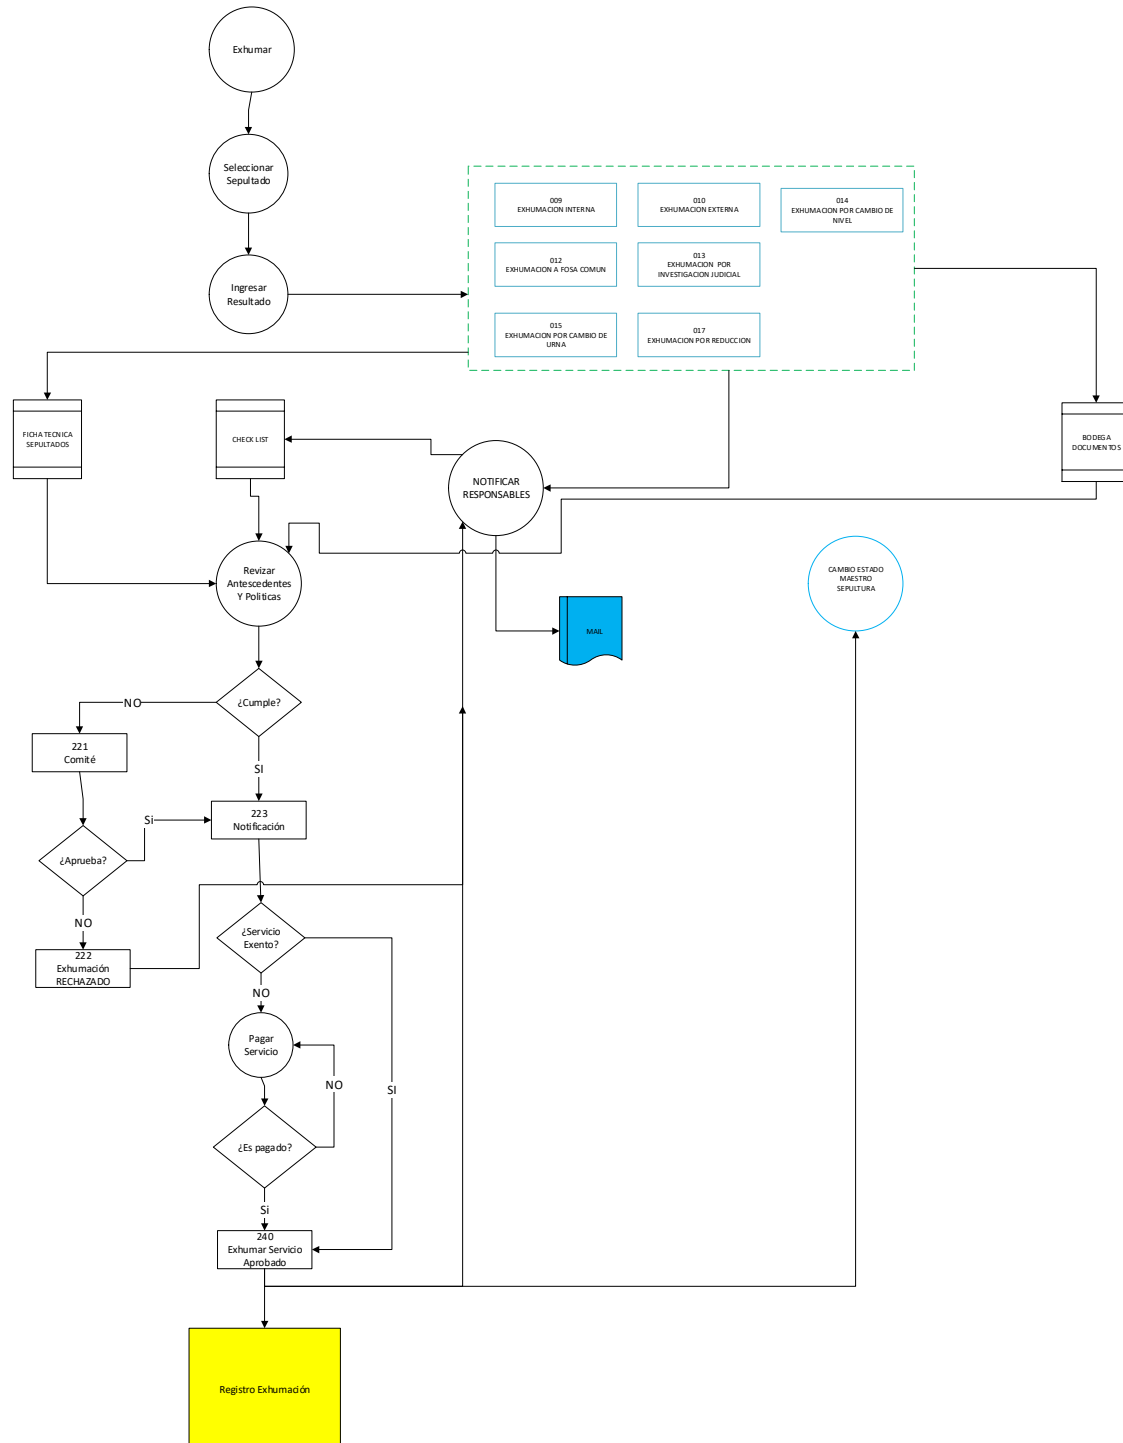 Exhumar
Seleccionar
Sepultado
Ingresar
Resultado
009
EXHUMACION INTERNA
010
EXHUMACION EXTERNA
014
EXHUMACION POR CAMBIO DE
NIVEL
012
EXHUMACION A FOSA COMUN
013
EXHUMACION POR
INVESTIGACION JUDICIAL
015
EXHUMACION POR CAMBIO DE
URNA
017
EXHUMACION POR REDUCCION
FICHA TECNICA
SEPULTADOS
CHECK LIST
NOTIFICAR
RESPONSABLES
BODEGA
DOCUMENTOS
Revizar
Antescedentes
Y Politicas
CAMBIO ESTADO
MAESTRO
SEPULTURA
MAIL
¿Cumple?
NO
SI
221
Comité
223
Notificación
Si
¿Aprueba?
NO
222
Exhumación
RECHAZADO
¿Servicio
Exento?
NO
SI
Pagar
Servicio
NO
¿Es pagado?
Si
240
Exhumar Servicio
Aprobado
Registro Exhumación